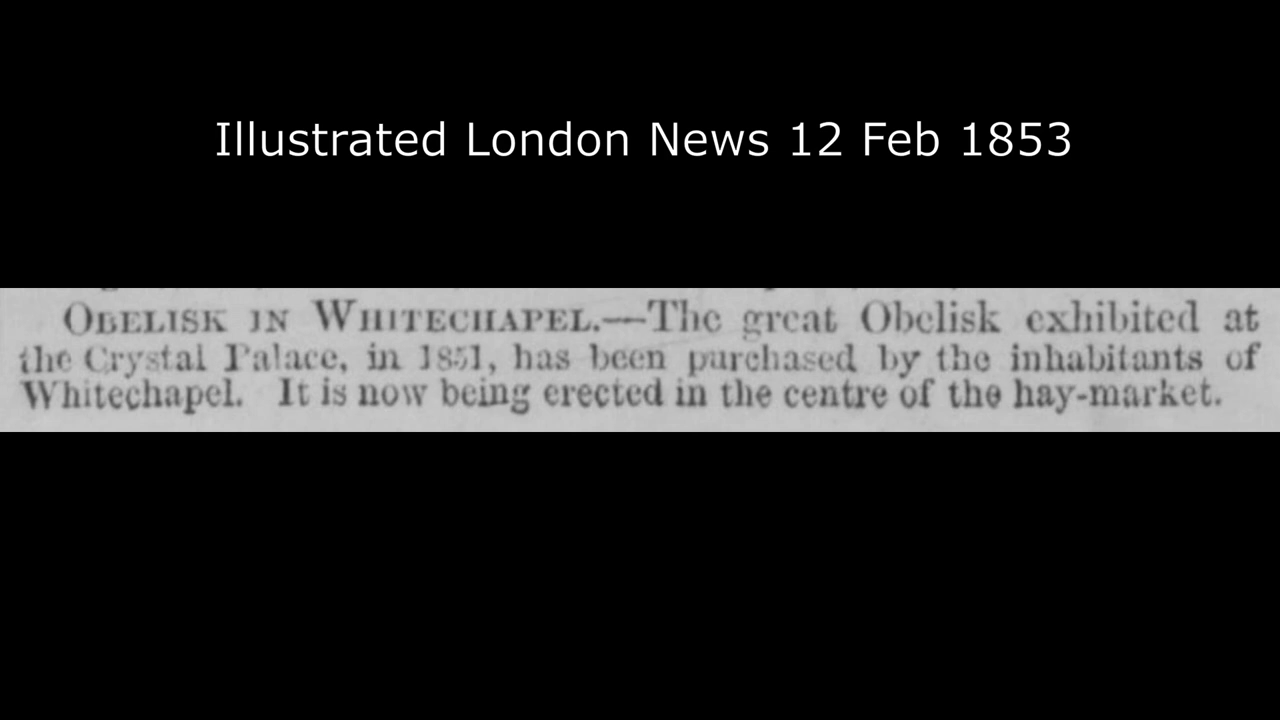 Illustrated London News 12 Feb 1853
OBELISK IN WHITECHAPEL.—The great Obelisk exhibited at
the Crystal Palace, in 1851, has been purchased by the inhabitants of
Whitechapel. It is now being erected in the centre of the hay-market.